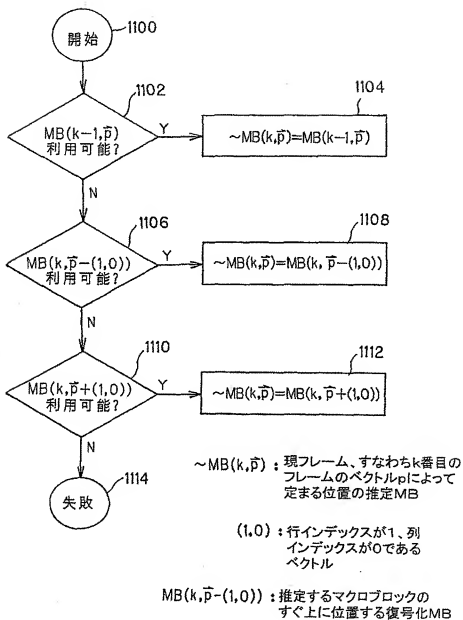 1100
開始
1102
1104
MB(k−1,p⃗)
利用可能?
Y
~MB(k,p⃗)=MB(k−1,p⃗)
N
1106
1108
MB(k,p⃗−(1,0))
利用可能?
Y
~MB(k,p⃗)=MB(k, p⃗−(1,0))
N
1110
1112
MB(k,p⃗+(1,0))
利用可能?
Y
~MB(k,p⃗)=MB(k, p⃗+(1,0))
N
失敗
1114
~MB(k,p⃗) : 現フレーム、すなわちk番目の
フレームのベクトルpによって
定まる位置の推定MB
(1,0) : 行インデックスが1、列
インデックスが0である
ベクトル
MB(k,p⃗−(1,0)) : 推定するマクロブロックの
すぐ上に位置する復号化MB